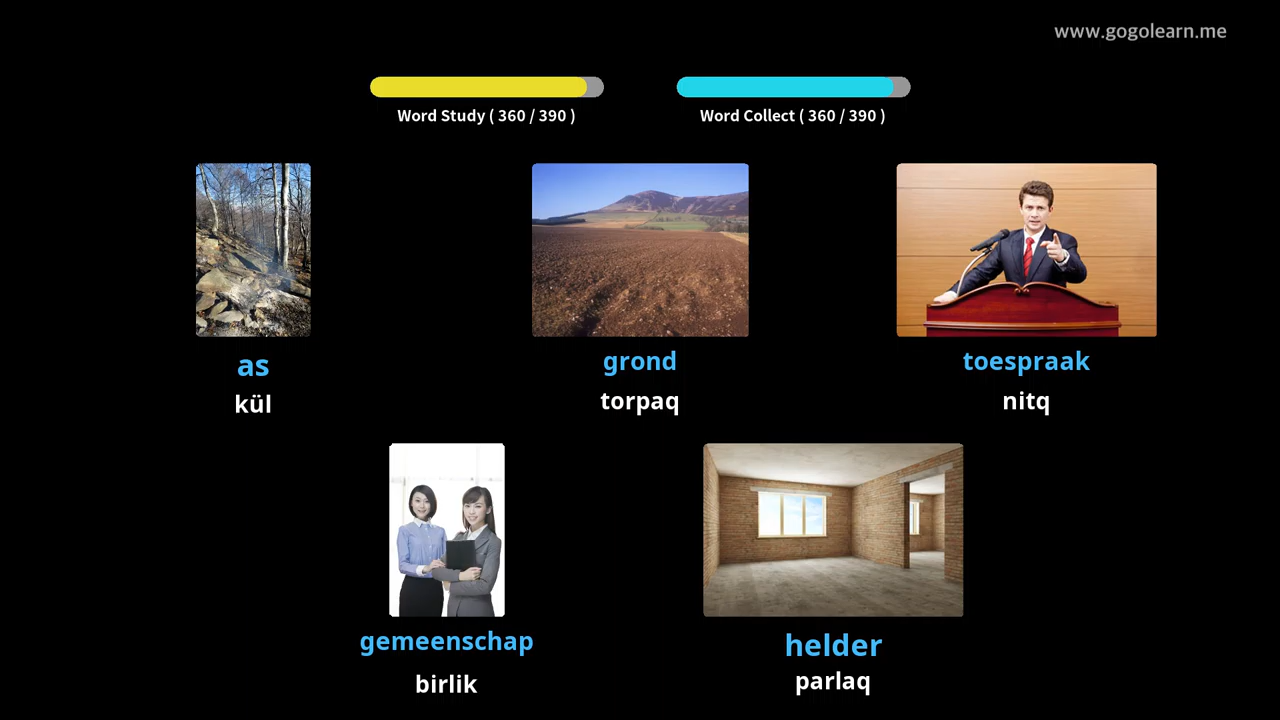 www.gogolearn.me
Word Study ( 360 / 390 )
Word Collect ( 360 / 390 )
as
kül
grond
torpaq
toespraak
nitq
gemeenschap
birlik
helder
parlaq